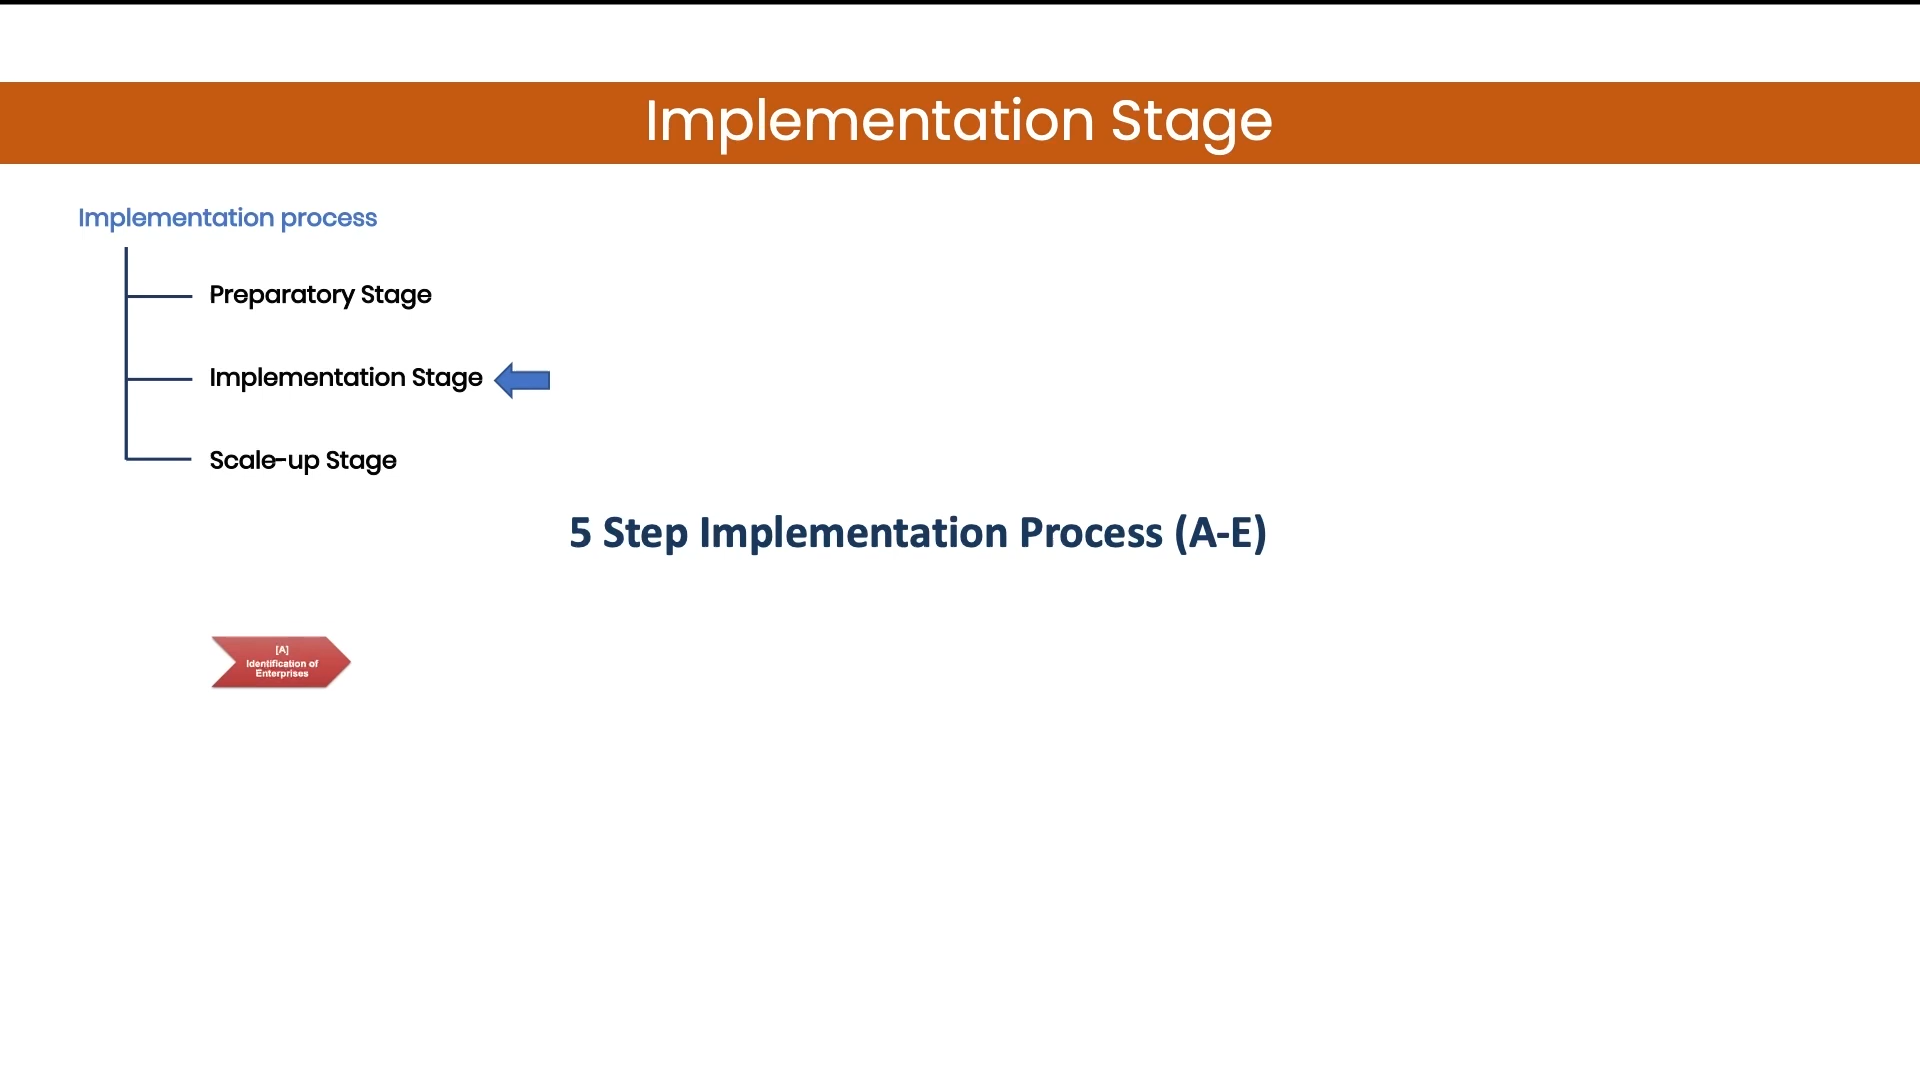 Implementation Stage
Implementation process
Preparatory Stage
Implementation Stage
Scale-up Stage
5 Step Implementation Process (A-E)
[A]
Identification of
Enterprises